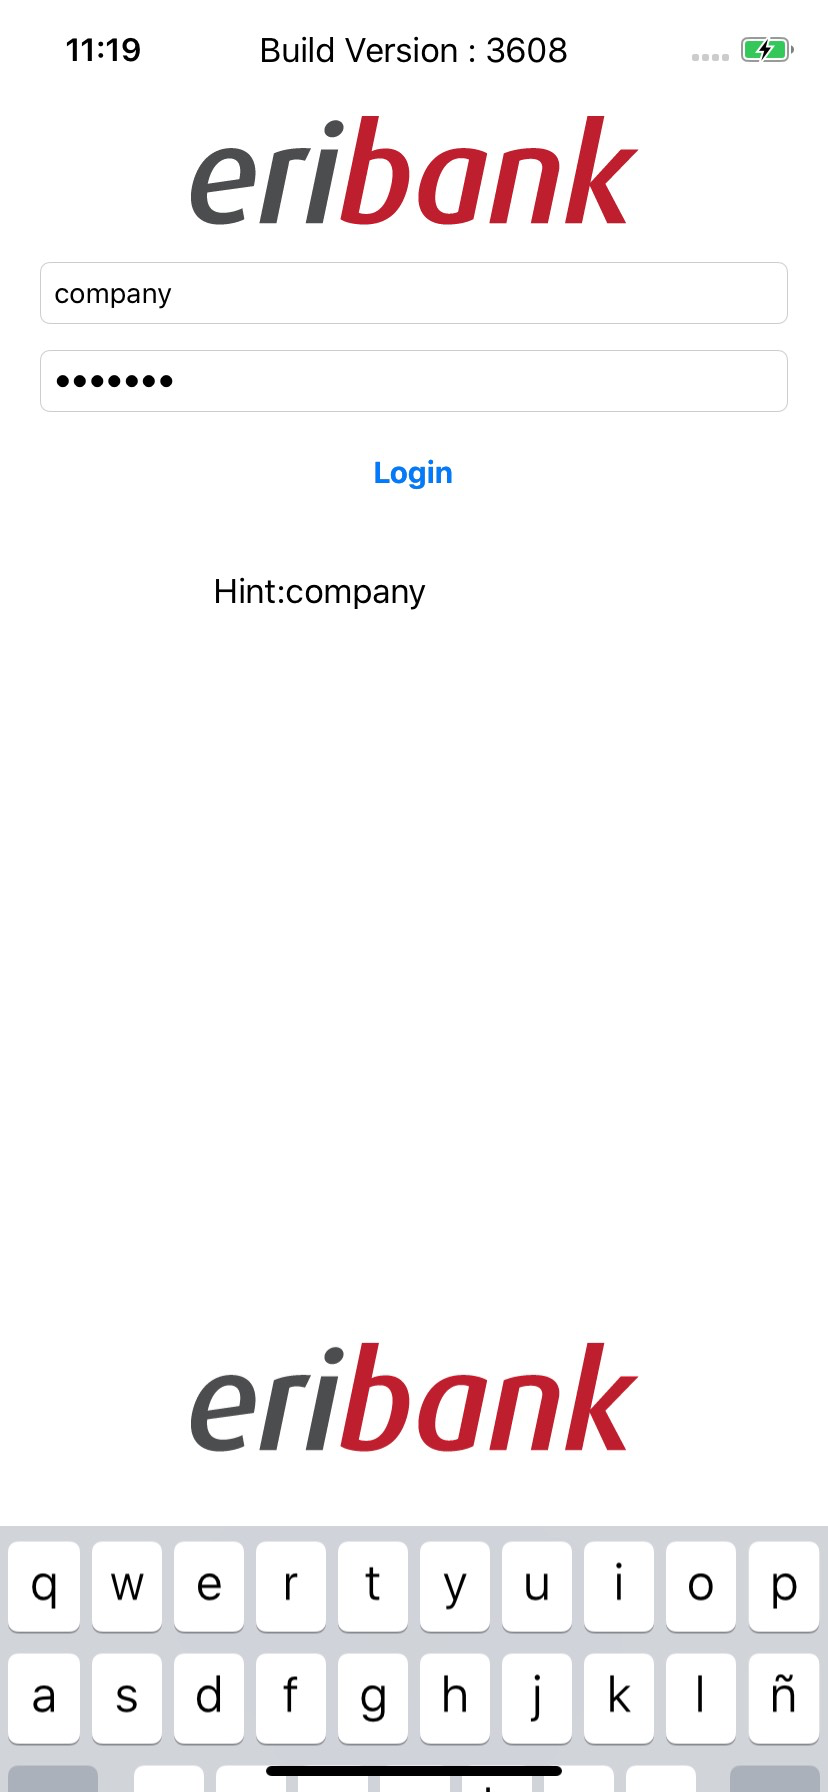 11:19
Build Version : 3608
eribank
company
•••••••
Login
Hint:company
eribank
q w e r t y u i o p
a s d f g h j k l ñ